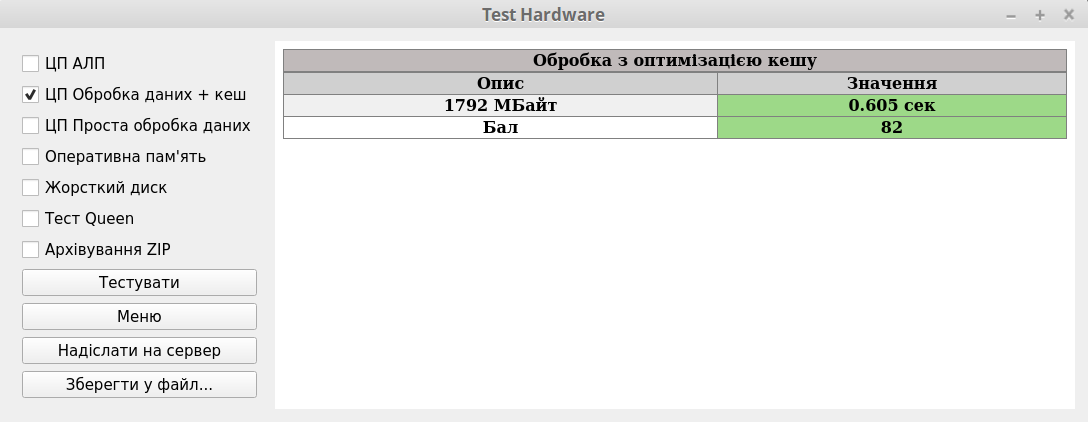 Test Hardware
ЦП АЛП
ЦП Обробка даних + кеш
ЦП Проста обробка даних
Оперативна пам'ять
Жорсткий диск
Тест Queen
Архівування ZIP
Тестувати
Меню
Надіслати на сервер
Зберегти у файл...
Обробка з оптимізацією кешу
Опис Значення
1792 МБайт 0.605 сек
Бал 82